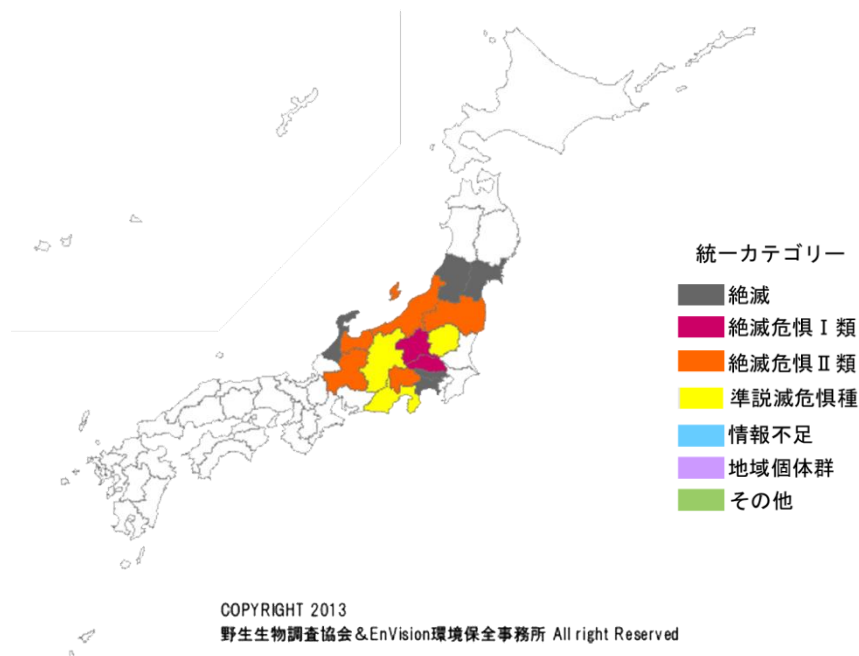 統一カテゴリー
絶滅
絶滅危惧Ⅰ類
絶滅危惧Ⅱ類
準説滅危惧種
情報不足
地域個体群
その他
COPYRIGHT 2013
野生生物調査協会&EnVision環境保全事務所 All right Reserved